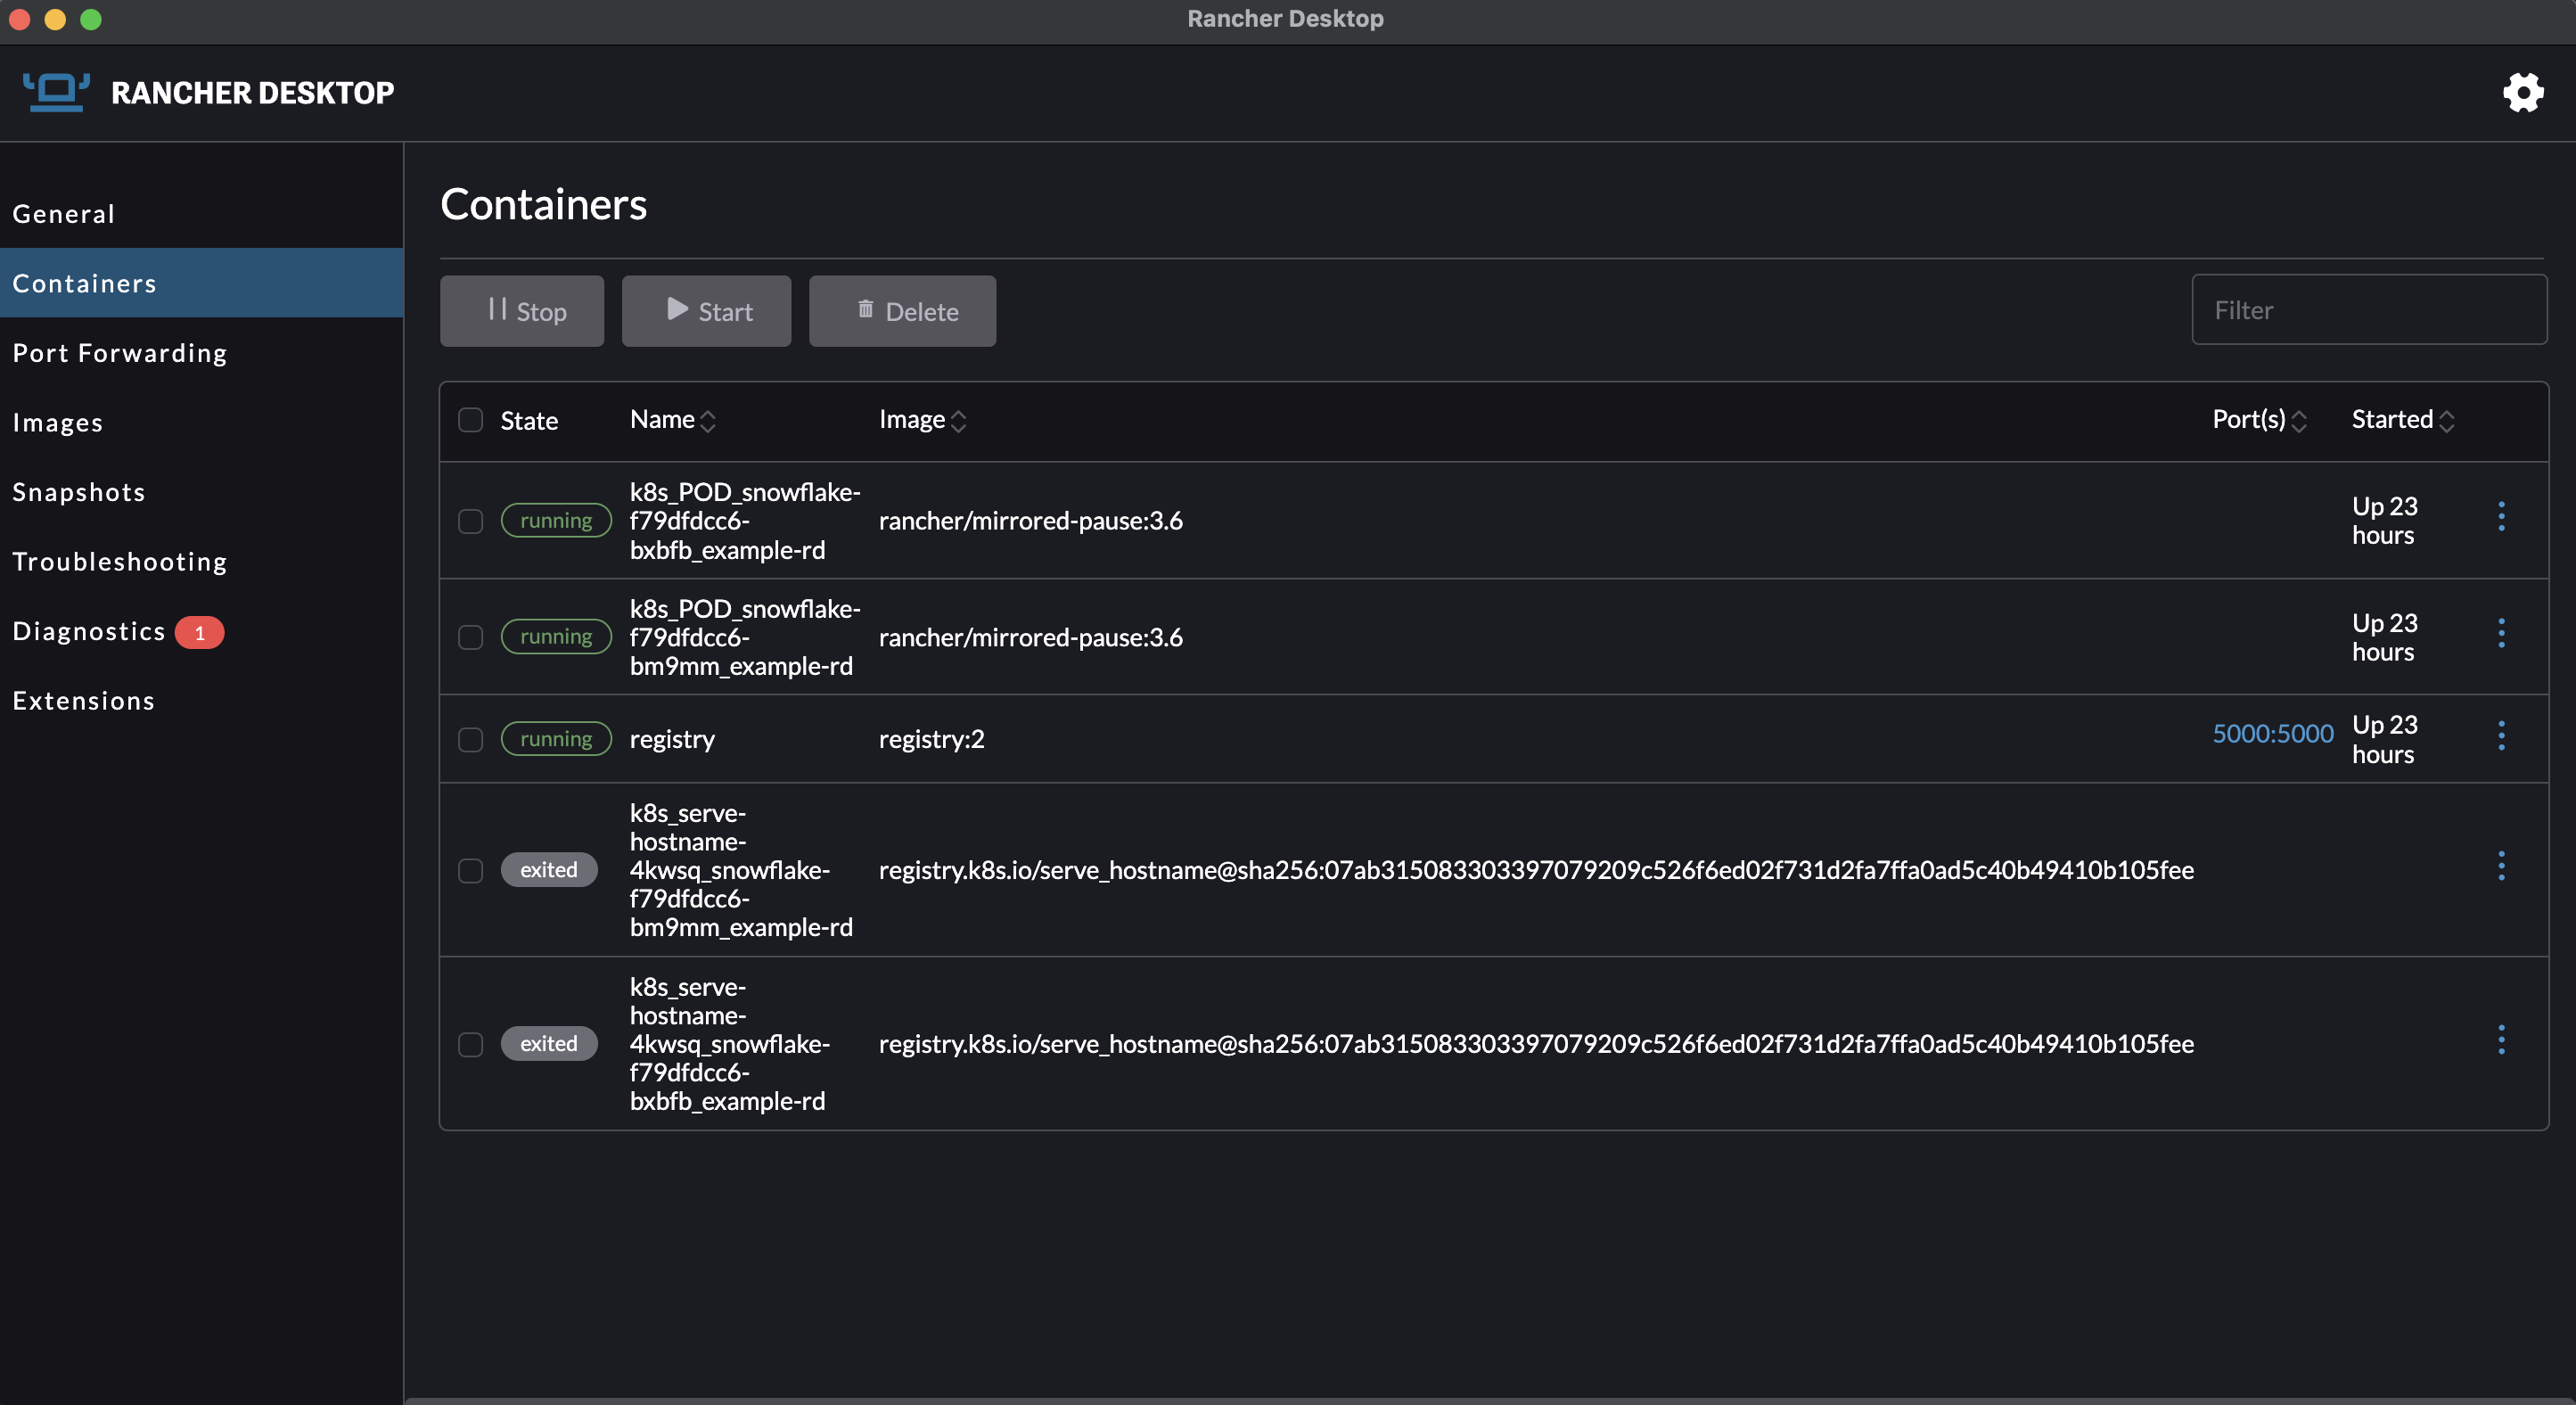 Rancher Desktop
RANCHER DESKTOP
General
Containers
Port Forwarding
Images
Snapshots
Troubleshooting
Diagnostics 1
Extensions
Containers
Stop Start Delete
Filter
State Name Image Port(s) Started
running
k8s_POD_snowflake-
f79dfdcc6-
bxbfb_example-rd
rancher/mirrored-pause:3.6
Up 23
hours
running
k8s_POD_snowflake-
f79dfdcc6-
bm9mm_example-rd
rancher/mirrored-pause:3.6
Up 23
hours
running
registry
registry:2
5000:5000
Up 23
hours
exited
k8s_serve-
hostname-
4kwsq_snowflake-
f79dfdcc6-
bm9mm_example-rd
registry.k8s.io/serve_hostname@sha256:07ab315083303397079209c526f6ed02f731d2fa7ffa0ad5c40b49410b105fee
exited
k8s_serve-
hostname-
4kwsq_snowflake-
f79dfdcc6-
bxbfb_example-rd
registry.k8s.io/serve_hostname@sha256:07ab315083303397079209c526f6ed02f731d2fa7ffa0ad5c40b49410b105fee